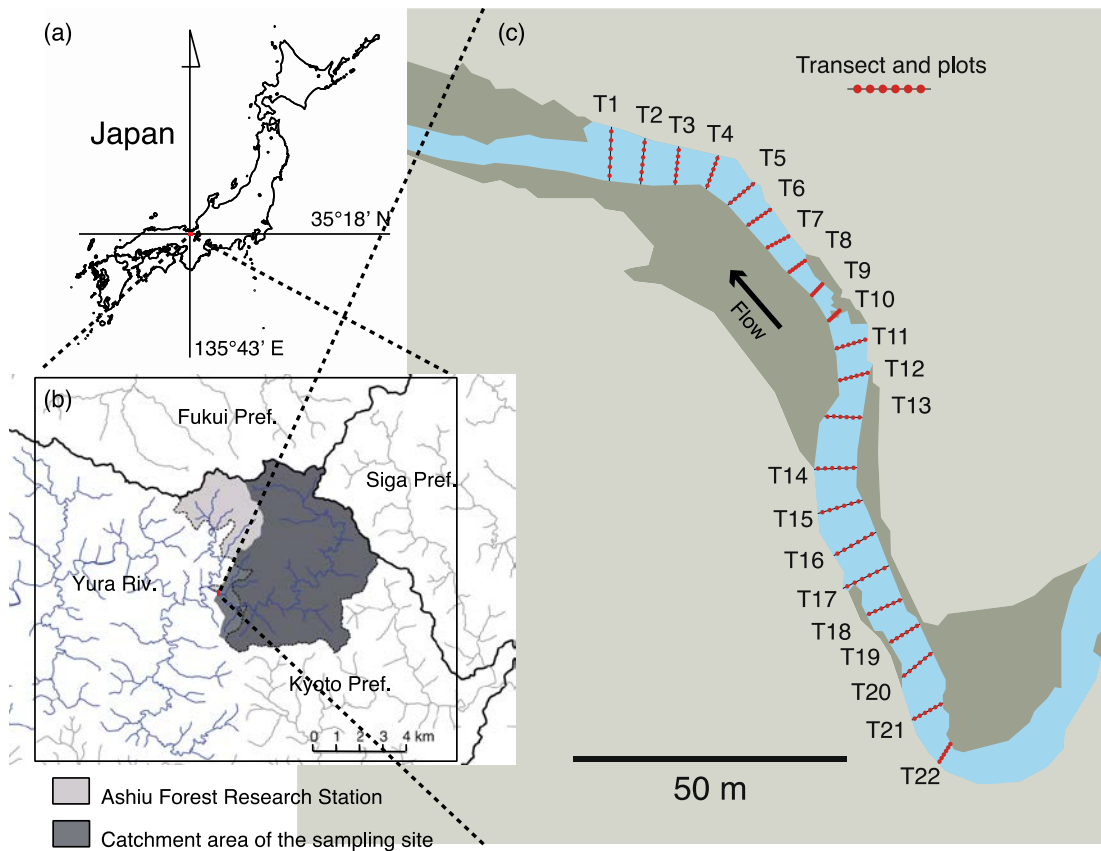 (a)
Japan
35°18’ N
135°43’ E
(b)
Fukui Pref.
Siga Pref.
Yura Riv.
Kyoto Pref.
0 1 2 3 4 km
Ashiu Forest Research Station
Catchment area of the sampling site
(c)
Transect and plots
T1
T2
T3
T4
T5
T6
T7
T8
T9
T10
T11
T12
T13
T14
T15
T16
T17
T18
T19
T20
T21
T22
Flow
50 m